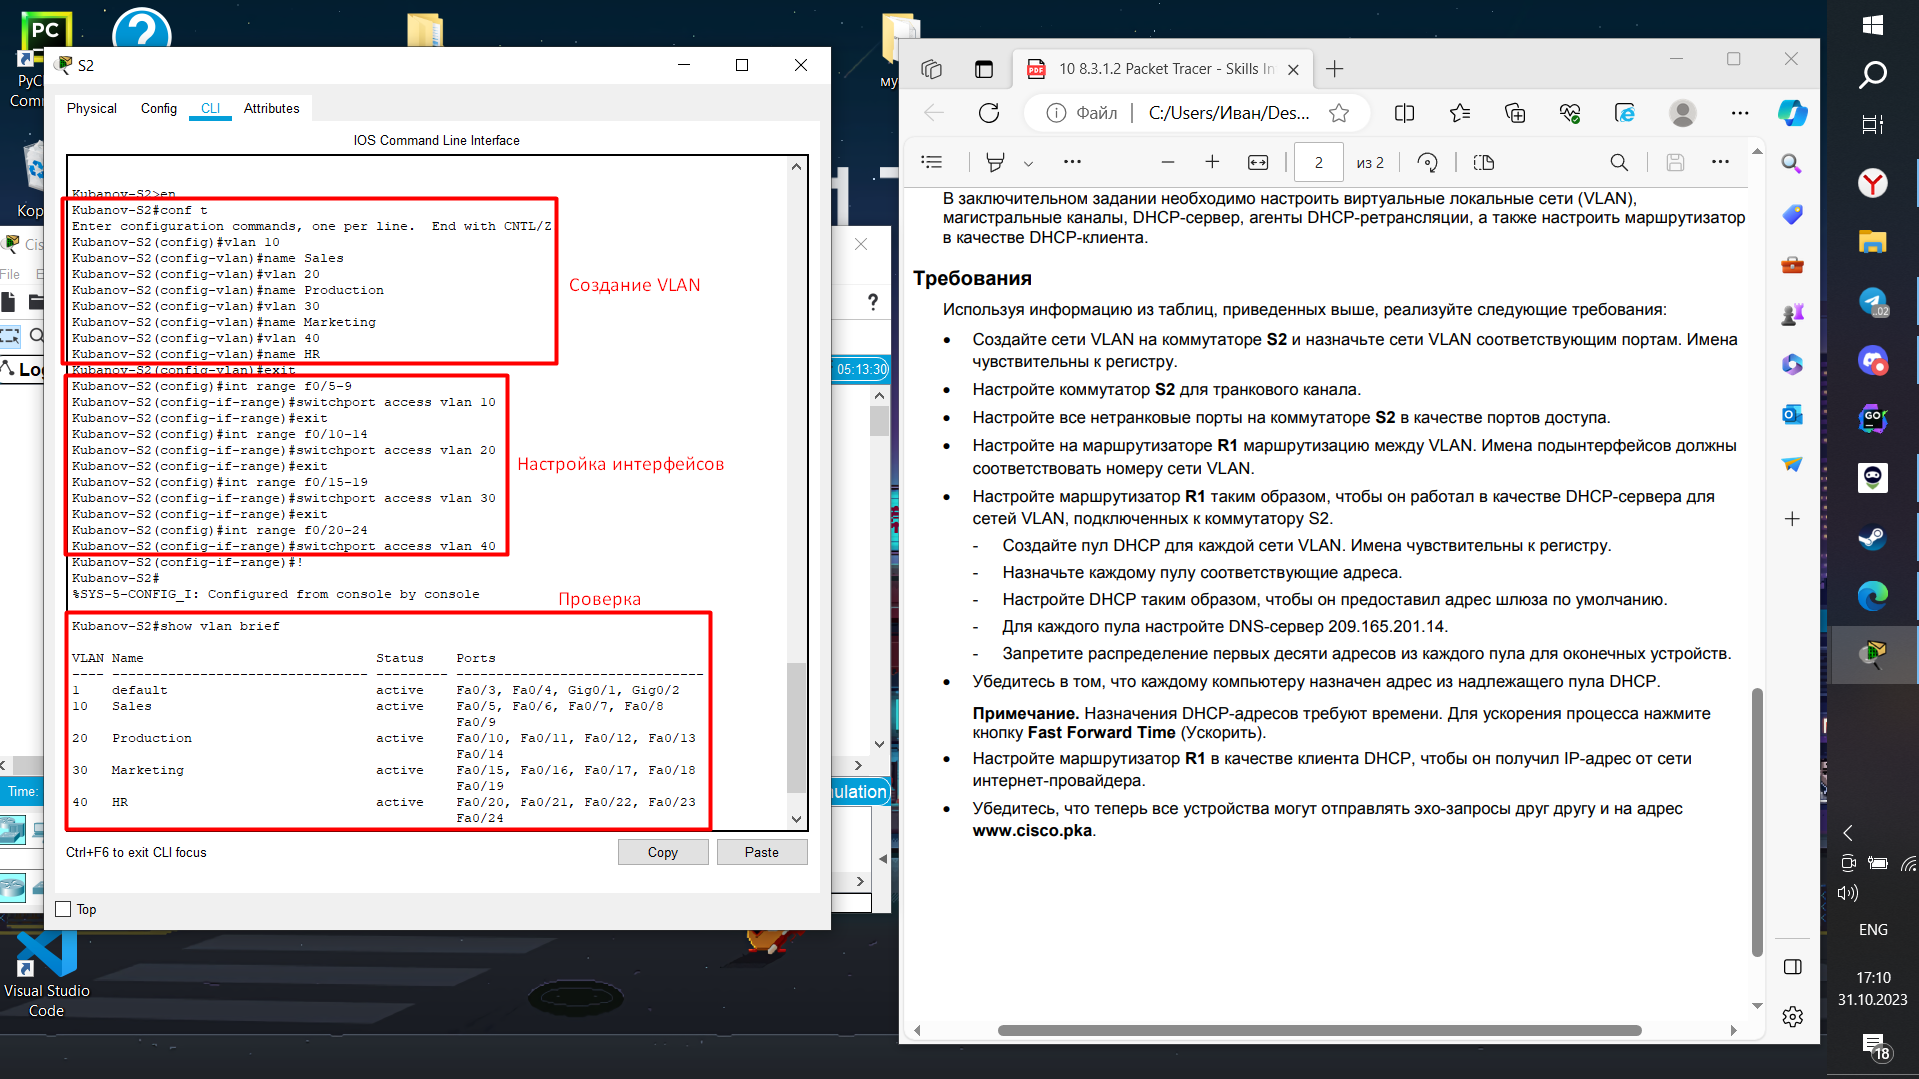 S2
Physical
Config
CLI
Attributes
IOS Command Line Interface
Kubanov-S2>en
Kubanov-S2#conf t
Enter configuration commands, one per line.  End with CNTL/Z
Kubanov-S2(config)#vlan 10
Kubanov-S2(config-vlan)#name Sales
Kubanov-S2(config-vlan)#vlan 20
Kubanov-S2(config-vlan)#name Production
Kubanov-S2(config-vlan)#vlan 30
Kubanov-S2(config-vlan)#name Marketing
Kubanov-S2(config-vlan)#vlan 40
Kubanov-S2(config-vlan)#name HR
Kubanov-S2(config-vlan)#exit
Kubanov-S2(config)#int range f0/5-9
Kubanov-S2(config-if-range)#switchport access vlan 10
Kubanov-S2(config-if-range)#exit
Kubanov-S2(config)#int range f0/10-14
Kubanov-S2(config-if-range)#switchport access vlan 20
Kubanov-S2(config-if-range)#exit
Kubanov-S2(config)#int range f0/15-19
Kubanov-S2(config-if-range)#switchport access vlan 30
Kubanov-S2(config-if-range)#exit
Kubanov-S2(config)#int range f0/20-24
Kubanov-S2(config-if-range)#switchport access vlan 40
Kubanov-S2(config-if-range)#!
Kubanov-S2#
%SYS-5-CONFIG_I: Configured from console by console
Kubanov-S2#show vlan brief
VLAN Name Status Ports
---- -------------------------------- --------- -------------------------------
1 default active Fa0/3, Fa0/4, Gig0/1, Gig0/2
10 Sales active Fa0/5, Fa0/6, Fa0/7, Fa0/8
Fa0/9
20 Production active Fa0/10, Fa0/11, Fa0/12, Fa0/13
Fa0/14
30 Marketing active Fa0/15, Fa0/16, Fa0/17, Fa0/18
Fa0/19
40 HR active Fa0/20, Fa0/21, Fa0/22, Fa0/23
Fa0/24
Создание VLAN
Настройка интерфейсов
Проверка
Ctrl+F6 to exit CLI focus
Copy
Paste
Top
PC
File
?
05:13:30
Time:
Visual Studio
Code
10 8.3.1.2 Packet Tracer - Skills In
Файл
C:/Users/Иван/Des...
2
из 2
В заключительном задании необходимо настроить виртуальные локальные сети (VLAN),
магистральные каналы, DHCP-сервер, агенты DHCP-ретрансляции, а также настроить маршрутизатор
в качестве DHCP-клиента.
Требования
Используя информацию из таблиц, приведенных выше, реализуйте следующие требования:
• Создайте сети VLAN на коммутаторе S2 и назначьте сети VLAN соответствующим портам. Имена
чувствительны к регистру.
• Настройте коммутатор S2 для транкового канала.
• Настройте все нетранковые порты на коммутаторе S2 в качестве портов доступа.
• Настройте на маршрутизаторе R1 маршрутизацию между VLAN. Имена подынтерфейсов должны
соответствовать номеру сети VLAN.
• Настройте маршрутизатор R1 таким образом, чтобы он работал в качестве DHCP-сервера для
сетей VLAN, подключенных к коммутатору S2.
- Создайте пул DHCP для каждой сети VLAN. Имена чувствительны к регистру.
- Назначьте каждому пулу соответствующие адреса.
- Настройте DHCP таким образом, чтобы он предоставил адрес шлюза по умолчанию.
- Для каждого пула настройте DNS-сервер 209.165.201.14.
- Запретите распределение первых десяти адресов из каждого пула для оконечных устройств.
• Убедитесь в том, что каждому компьютеру назначен адрес из надлежащего пула DHCP.
Примечание. Назначения DHCP-адресов требуют времени. Для ускорения процесса нажмите
кнопку Fast Forward Time (Ускорить).
• Настройте маршрутизатор R1 в качестве клиента DHCP, чтобы он получил IP-адрес от сети
интернет-провайдера.
• Убедитесь, что теперь все устройства могут отправлять эхо-запросы друг другу и на адрес
www.cisco.pka.
GO
ENG
17:10
31.10.2023
18